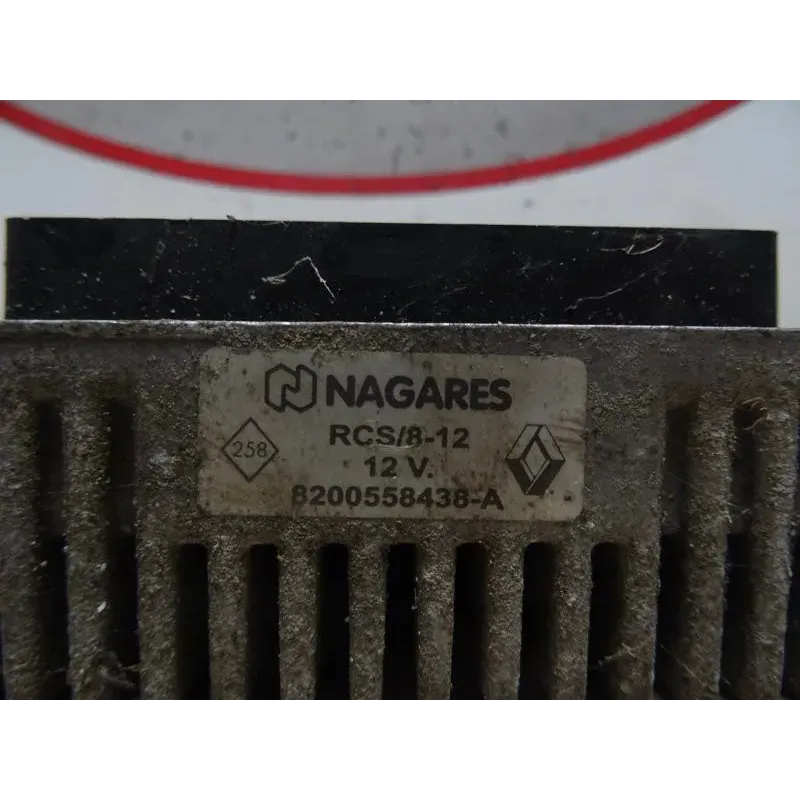 NAGARES
RCS/8-12
258
12 V.
8200558438-A